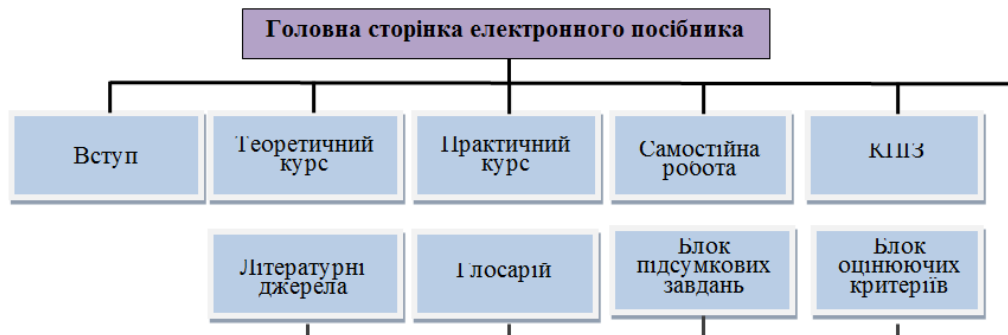 Головна сторінка електронного посібника
Вступ
Теоретичний
курс
Практичний
курс
Самостійна
робота
КПІЗ
Літературні
джерела
Глосарій
Блок
підсумкових
завдань
Блок
оцінюючих
критеріїв